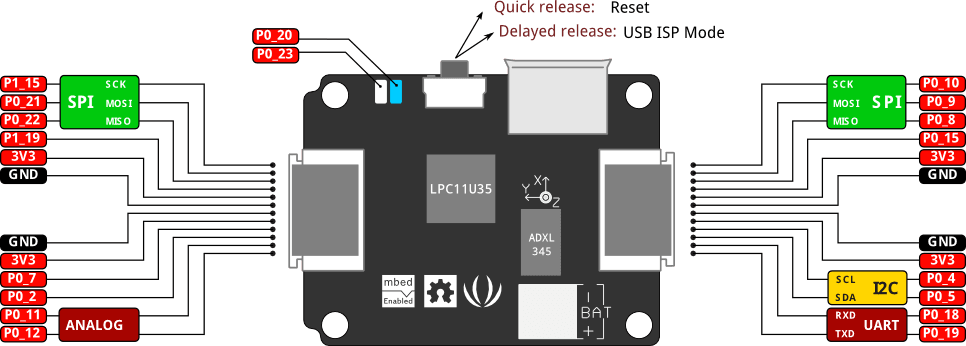 Quick release: Reset
Delayed release: USB ISP Mode
P0_20
P0_23
P1_15
P0_21
P0_22
P1_19
3V3
GND
SPI
SCK
MOSI
MISO
GND
3V3
P0_7
P0_2
P0_11
P0_12
ANALOG
LPC11U35
X
Y
Z
ADXL
345
mbed
Enabled
BAT
+
SCK
MOSI
MISO
SPI
P0_10
P0_9
P0_8
P0_15
3V3
GND
GND
3V3
P0_4
P0_5
P0_18
P0_19
SCL
SDA
I2C
RXD
TXD
UART